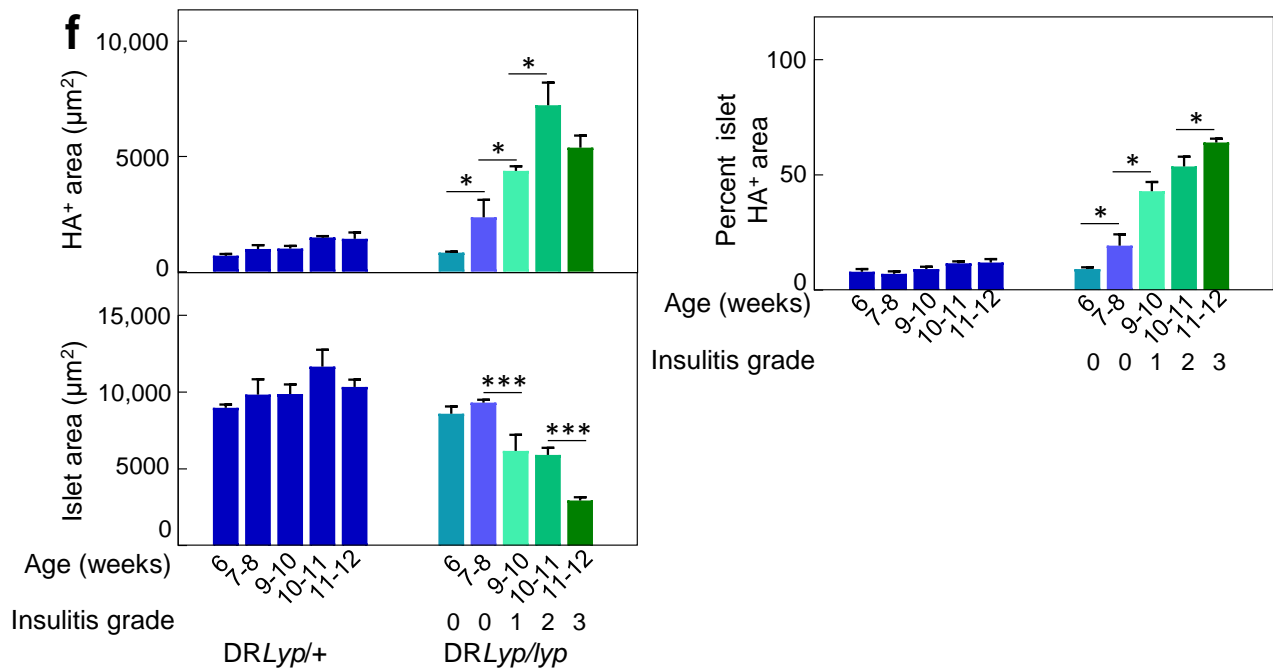 f
HA⁺ area (µm²)
10,000
5000
0
* * *
Islet area (µm²)
15,000
10,000
5000
0
*** ***
Age (weeks) 6 7-8 9-10 10-11 11-12 6 7-8 9-10 10-11 11-12
Insulitis grade 0 0 1 2 3
DRLyp/+ DRLyp/lyp
Percent islet
HA⁺ area
100
50
0
* * *
Age (weeks) 6 7-8 9-10 10-11 11-12 6 7-8 9-10 10-11 11-12
Insulitis grade 0 0 1 2 3